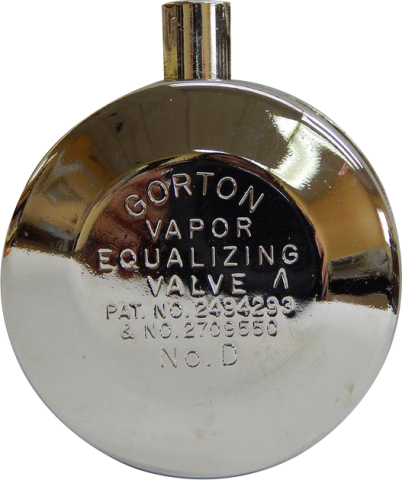 GORTON
VAPOR
EQUALIZING
VALVE Λ
PAT. NO. 2494293
& NO. 2709550
No. D